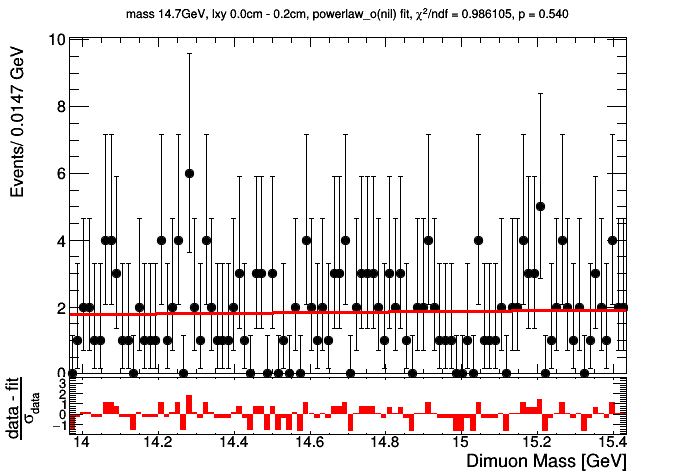 mass 14.7GeV, lxy 0.0cm - 0.2cm, powerlaw_o(nil) fit, χ²/ndf = 0.986105, p = 0.540
Events/ 0.0147 GeV
10
8
6
4
2
0
data - fit
σdata
3
2
1
0
−1
14 14.2 14.4 14.6 14.8 15 15.2 15.4
Dimuon Mass [GeV]